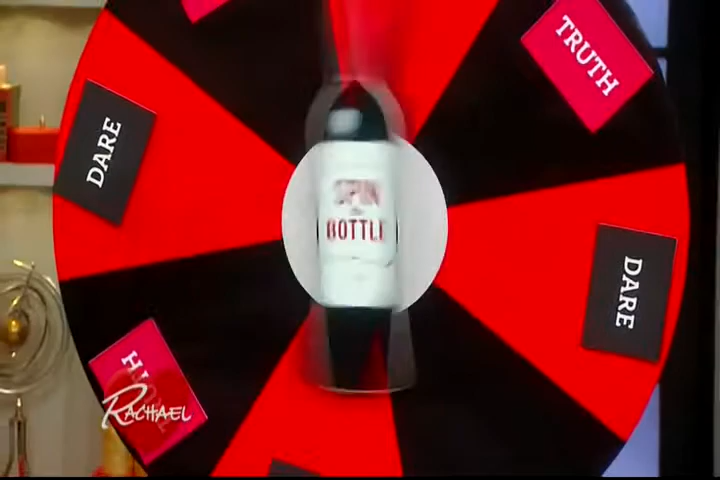 TRUTH
DARE
SPIN
BOTTLE
DARE
RACHAEL